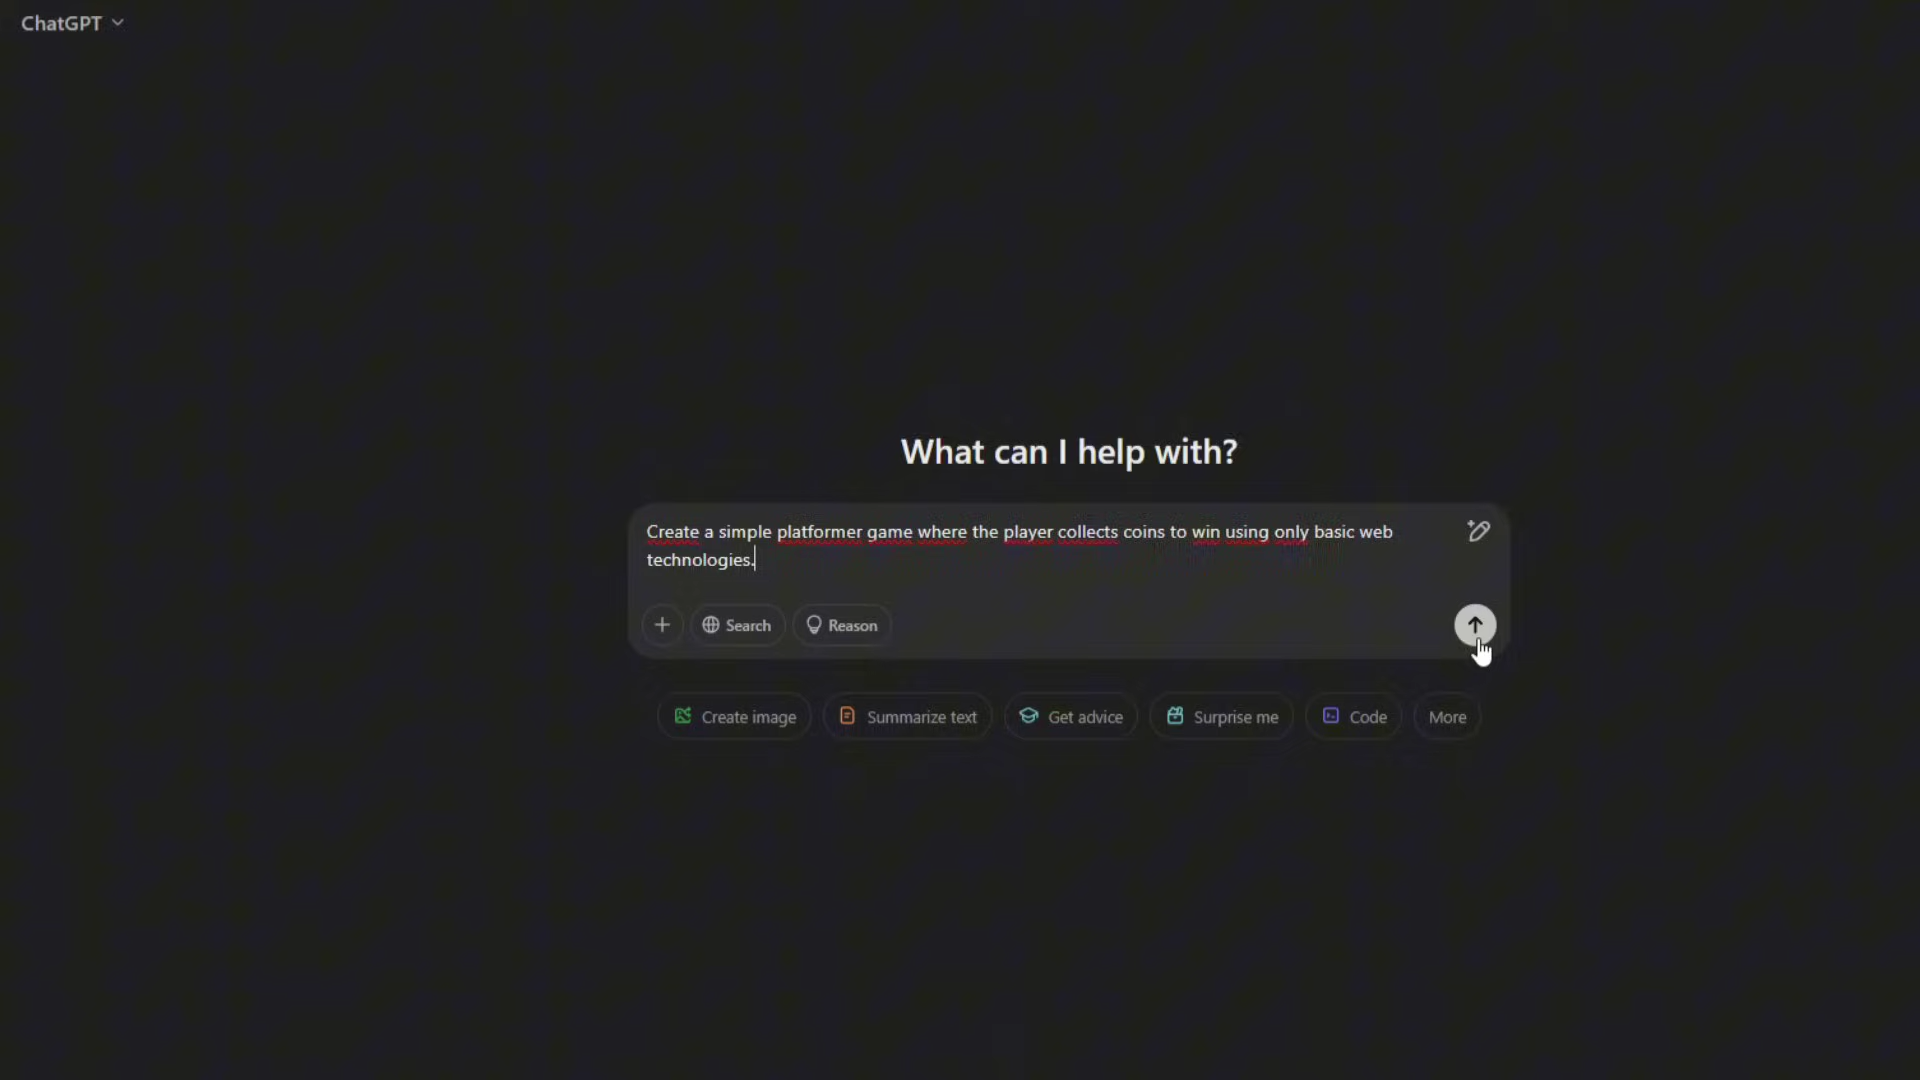 ChatGPT
What can I help with?
Create a simple platformer game where the player collects coins to win using only basic web
technologies.
Search
Reason
Create image
Summarize text
Get advice
Surprise me
Code
More